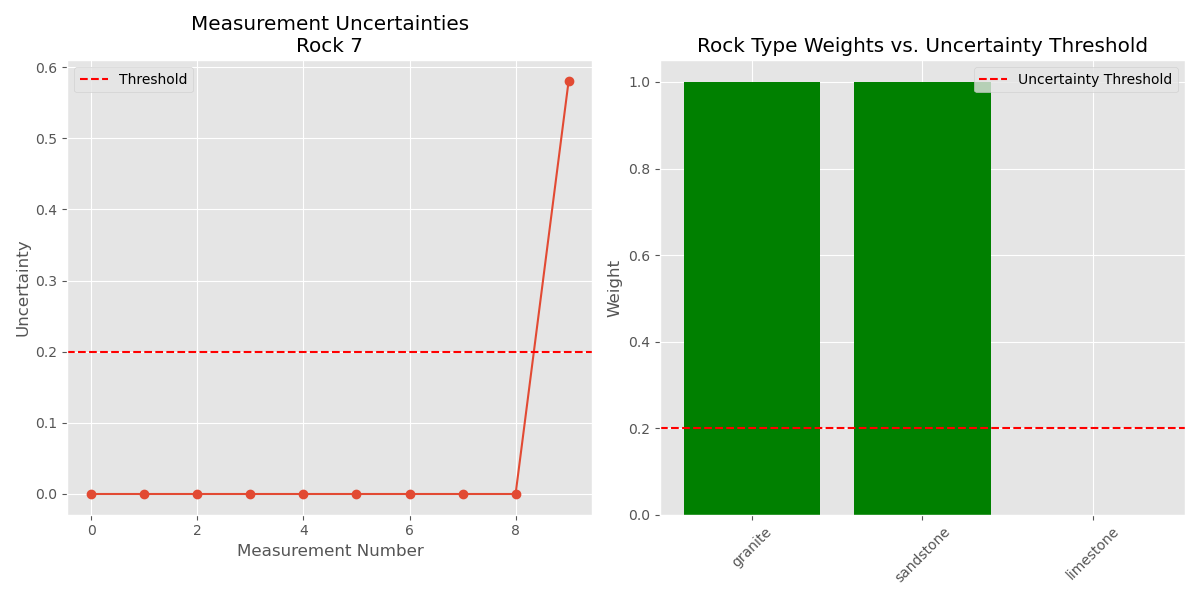 Measurement Uncertainties
Rock 7
Threshold
0.6
0.5
0.4
0.3
0.2
0.1
0.0
Uncertainty
0 2 4 6 8
Measurement Number
Rock Type Weights vs. Uncertainty Threshold
Uncertainty Threshold
1.0
0.8
0.6
0.4
0.2
0.0
Weight
granite
sandstone
limestone